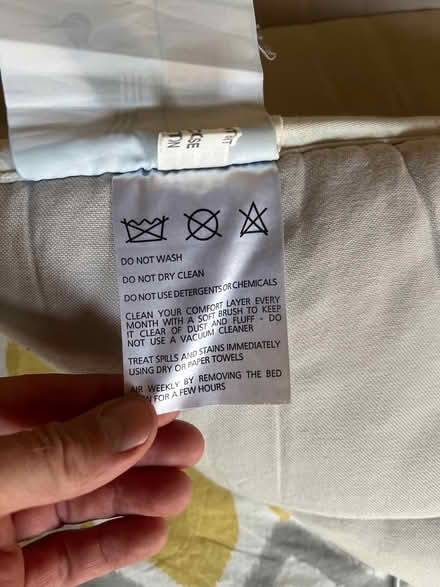 DO NOT WASH
DO NOT DRY CLEAN
DO NOT USE DETERGENTS OR CHEMICALS
CLEAN YOUR COMFORT LAYER EVERY
MONTH WITH A SOFT BRUSH TO KEEP
IT CLEAR OF DUST AND FLUFF - DO
NOT USE A VACUUM CLEANER
TREAT SPILLS AND STAINS IMMEDIATELY
USING DRY OR PAPER TOWELS
AIR WEEKLY BY REMOVING THE BED
FOR A FEW HOURS